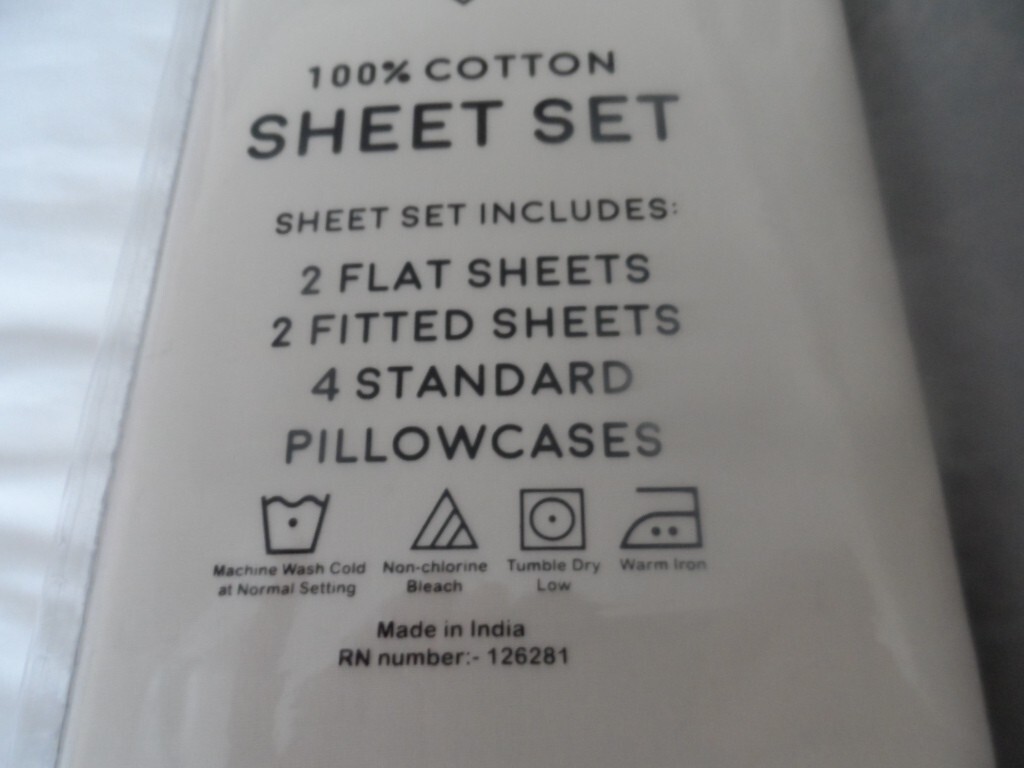 100% COTTON
SHEET SET
SHEET SET INCLUDES:
2 FLAT SHEETS
2 FITTED SHEETS
4 STANDARD
PILLOWCASES
Machine Wash Cold
at Normal Setting
Non-chlorine
Bleach
Tumble Dry
Low
Warm Iron
Made in India
RN number:- 126281